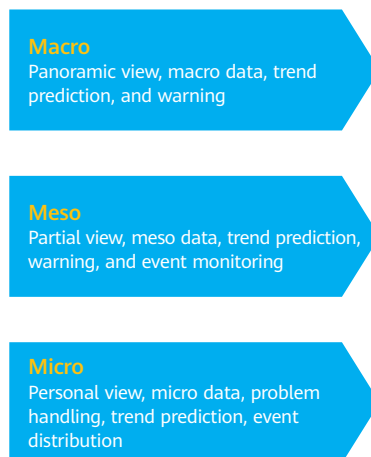 Macro
Panoramic view, macro data, trend
prediction, and warning
Meso
Partial view, meso data, trend prediction,
warning, and event monitoring
Micro
Personal view, micro data, problem
handling, trend prediction, event
distribution